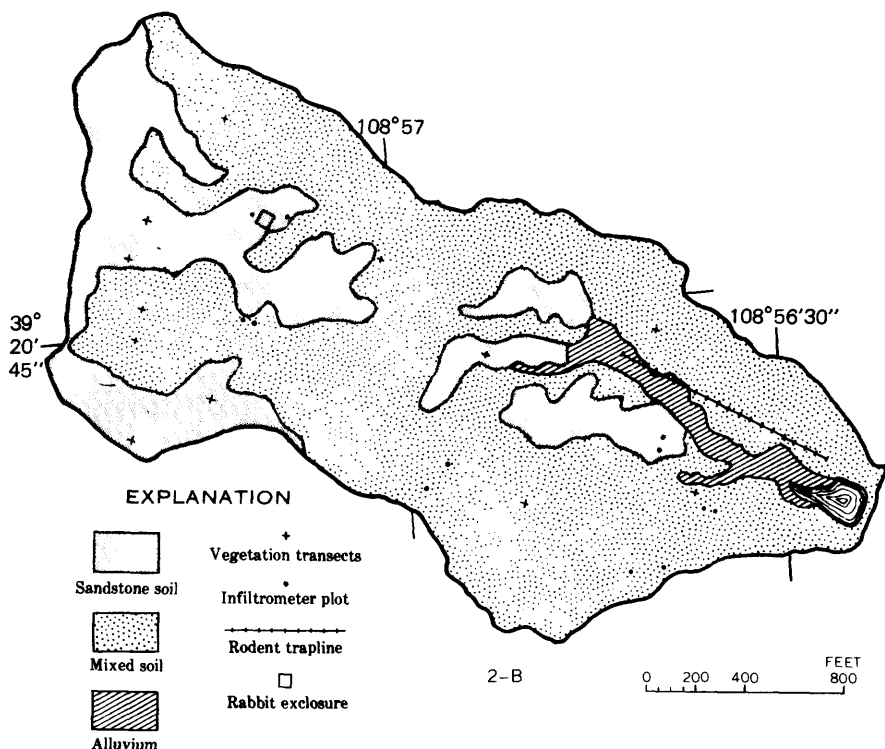 108°57
108°56'30"
39°
20'
45"
EXPLANATION
Sandstone soil
Mixed soil
Alluvium
Vegetation transects
Infiltrometer plot
Rodent trapline
Rabbit exclosure
2-B
FEET
0 200 400 800